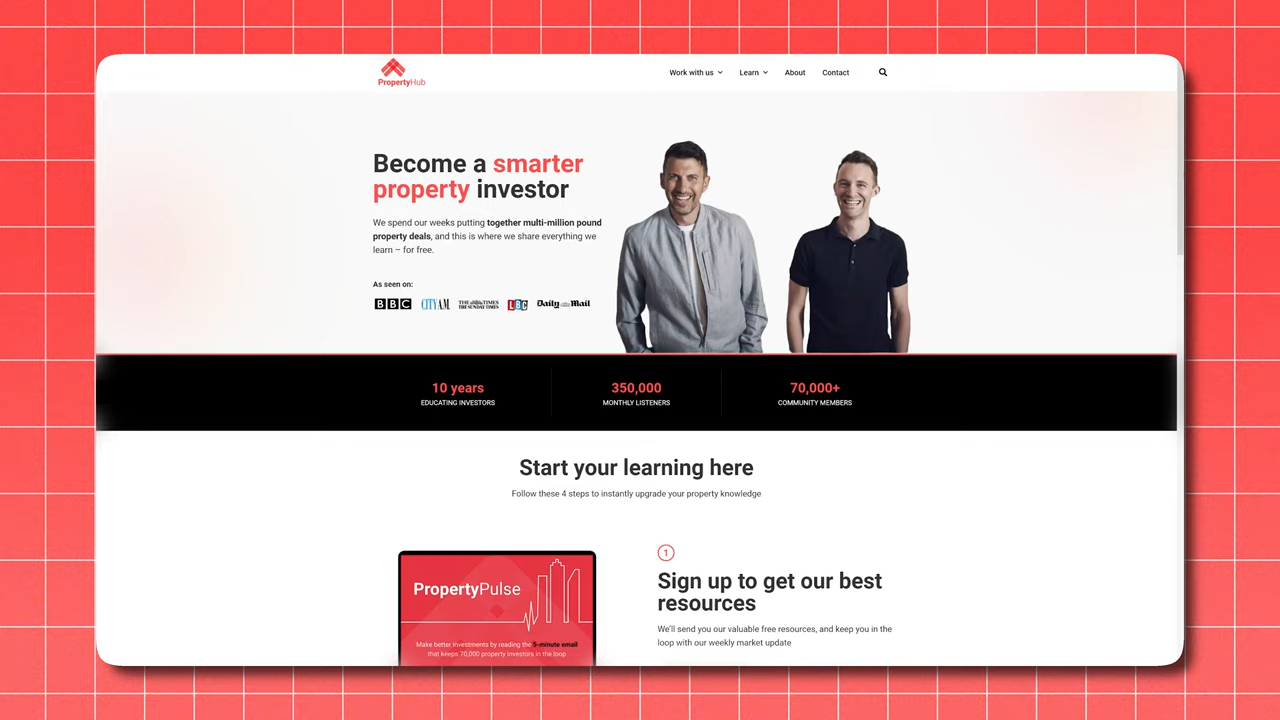 PropertyHub
Work with us
Learn
About
Contact
Become a smarter
property investor
We spend our weeks putting together multi-million pound
property deals, and this is where we share everything we
learn – for free.
As seen on:
BBC
CITY A.M.
THE TIMES
THE SUNDAY TIMES
LBC
Daily Mail
10 years
EDUCATING INVESTORS
350,000
MONTHLY LISTENERS
70,000+
COMMUNITY MEMBERS
Start your learning here
Follow these 4 steps to instantly upgrade your property knowledge
PropertyPulse
Make better investments by reading the 5-minute email
that keeps 70,000 property investors in the loop
1
Sign up to get our best
resources
We'll send you our valuable free resources, and keep you in the
loop with our weekly market update